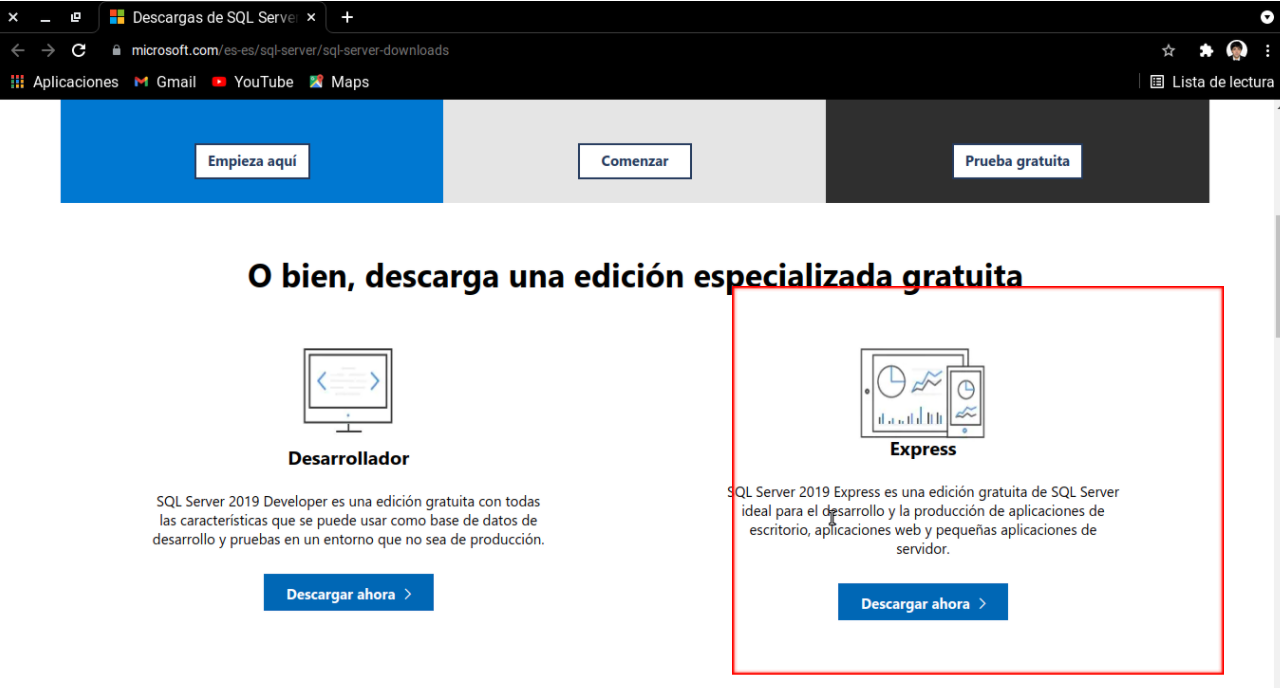 Descargas de SQL Server
microsoft.com/es-es/sql-server/sql-server-downloads
Aplicaciones
Gmail
YouTube
Maps
Lista de lectura
Empieza aquí
Comenzar
Prueba gratuita
O bien, descarga una edición especializada gratuita
Desarrollador
SQL Server 2019 Developer es una edición gratuita con todas
las características que se puede usar como base de datos de
desarrollo y pruebas en un entorno que no sea de producción.
Descargar ahora
Express
SQL Server 2019 Express es una edición gratuita de SQL Server
ideal para el desarrollo y la producción de aplicaciones de
escritorio, aplicaciones web y pequeñas aplicaciones de
servidor.
Descargar ahora